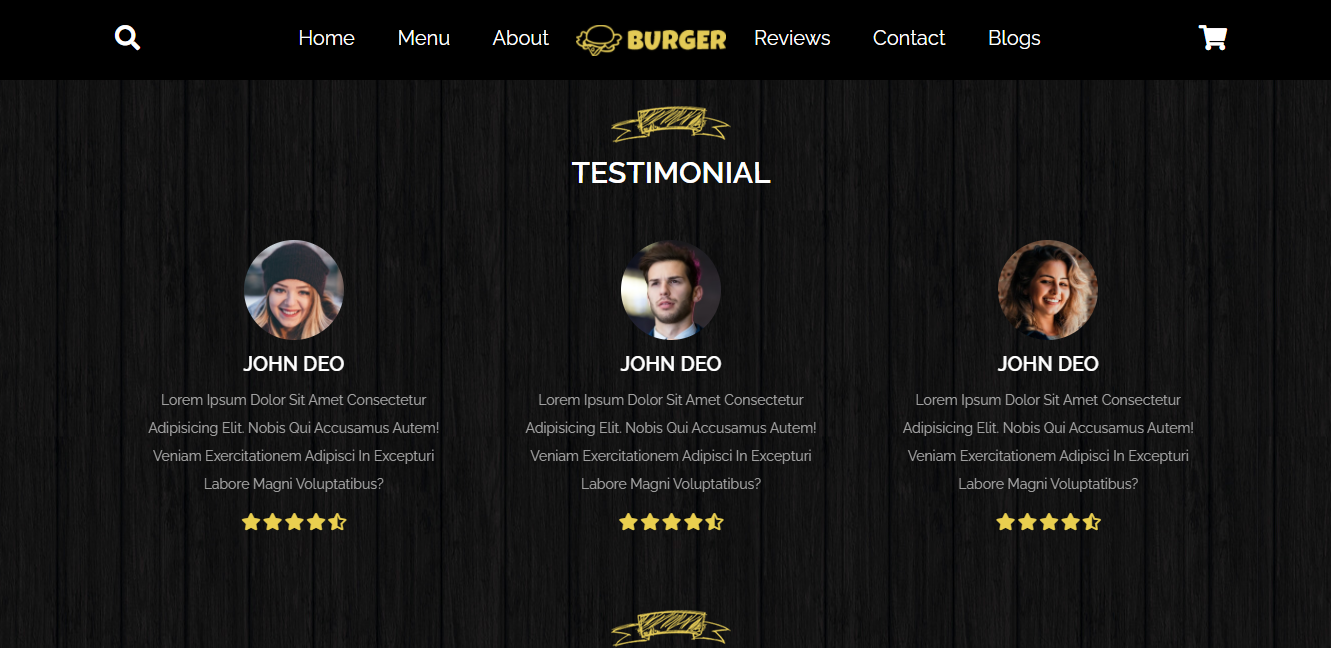 Home Menu About BURGER Reviews Contact Blogs
TESTIMONIAL
JOHN DEO
Lorem Ipsum Dolor Sit Amet Consectetur
Adipisicing Elit. Nobis Qui Accusamus Autem!
Veniam Exercitationem Adipisci In Excepturi
Labore Magni Voluptatibus?
JOHN DEO
Lorem Ipsum Dolor Sit Amet Consectetur
Adipisicing Elit. Nobis Qui Accusamus Autem!
Veniam Exercitationem Adipisci In Excepturi
Labore Magni Voluptatibus?
JOHN DEO
Lorem Ipsum Dolor Sit Amet Consectetur
Adipisicing Elit. Nobis Qui Accusamus Autem!
Veniam Exercitationem Adipisci In Excepturi
Labore Magni Voluptatibus?